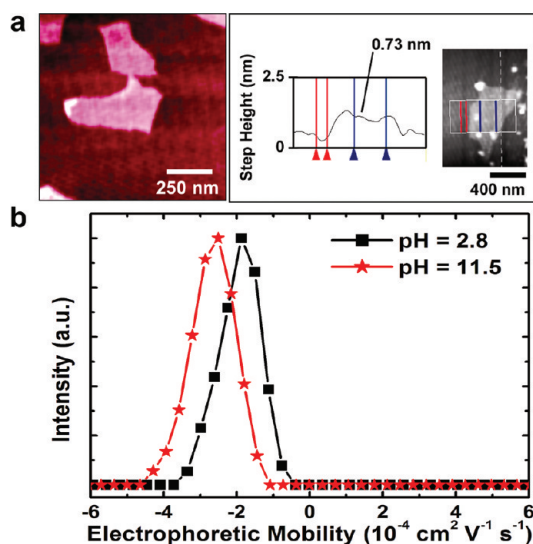 a
250 nm
Step Height (nm)
2.5
0
0.73 nm
400 nm
b
Intensity (a.u.)
pH = 2.8
pH = 11.5
-6 -4 -2 0 2 4 6
Electrophoretic Mobility (10⁻⁴ cm² V⁻¹ s⁻¹)